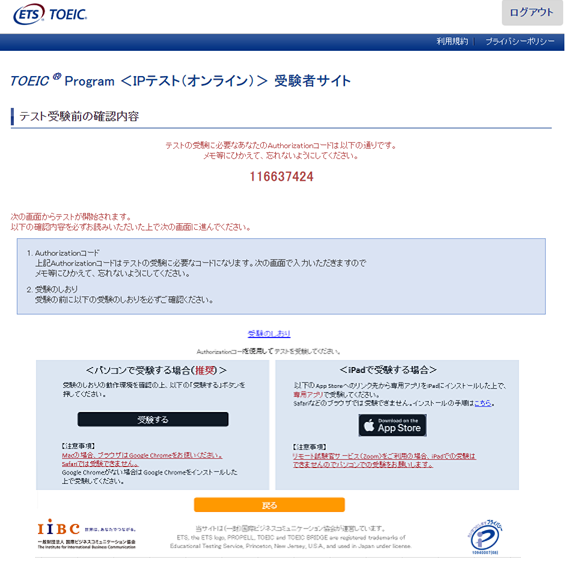 ETS TOEIC.
ログアウト
利用規約 プライバシーポリシー
TOEIC® Program ＜IPテスト（オンライン）＞ 受験者サイト
テスト受験前の確認内容
テストの受験に必要なあなたのAuthorizationコードは以下の通りです。
メモ等にひかえて、忘れないようにしてください。
116637424
次の画面からテストが開始されます。
以下の確認内容を必ずお読みいただいた上で次の画面に進んでください。
1. Authorizationコード
上記Authorizationコードはテストの受験に必要なコードになります。次の画面で入力いただきますので
メモ等にひかえて、忘れないようにしてください。
2. 受験のしおり
受験の前に以下の受験のしおりを必ずご確認ください。
受験のしおり
Authorizationコーを使用してテストを受験してください。
＜パソコンで受験する場合(推奨)＞
受験のしおりの動作環境を確認の上、以下の「受験する」ボタンを
押してください。
受験する
【注意事項】
Macの場合、ブラウザはGoogle Chromeをお使いください。
Safariでは受験できません。
Google Chromeがない場合は Google Chromeをインストールした
上で受験してください。
＜iPadで受験する場合＞
以下の App Storeへのリンク先から専用アプリをiPadにインストールした上で、
専用アプリで受験してください。
Safariなどのブラウザでは受験できません。インストールの手順はこちら。
Download on the
App Store
【注意事項】
リモート試験官サービス（Zoom）をご利用の場合、iPadでの受験は
できませんのでパソコンでの受験をお願いします。
戻る
IIBC 世界は、あなたでつながる。
一般財団法人 国際ビジネスコミュニケーション協会
The Institute for International Business Communication
当サイトは（一財）国際ビジネスコミュニケーション協会が運営しています。
ETS, the ETS logo, PROPELL, TOEIC and TOEIC BRIDGE are registered trademarks of
Educational Testing Service, Princeton, New Jersey, U.S.A., and used in Japan under license.